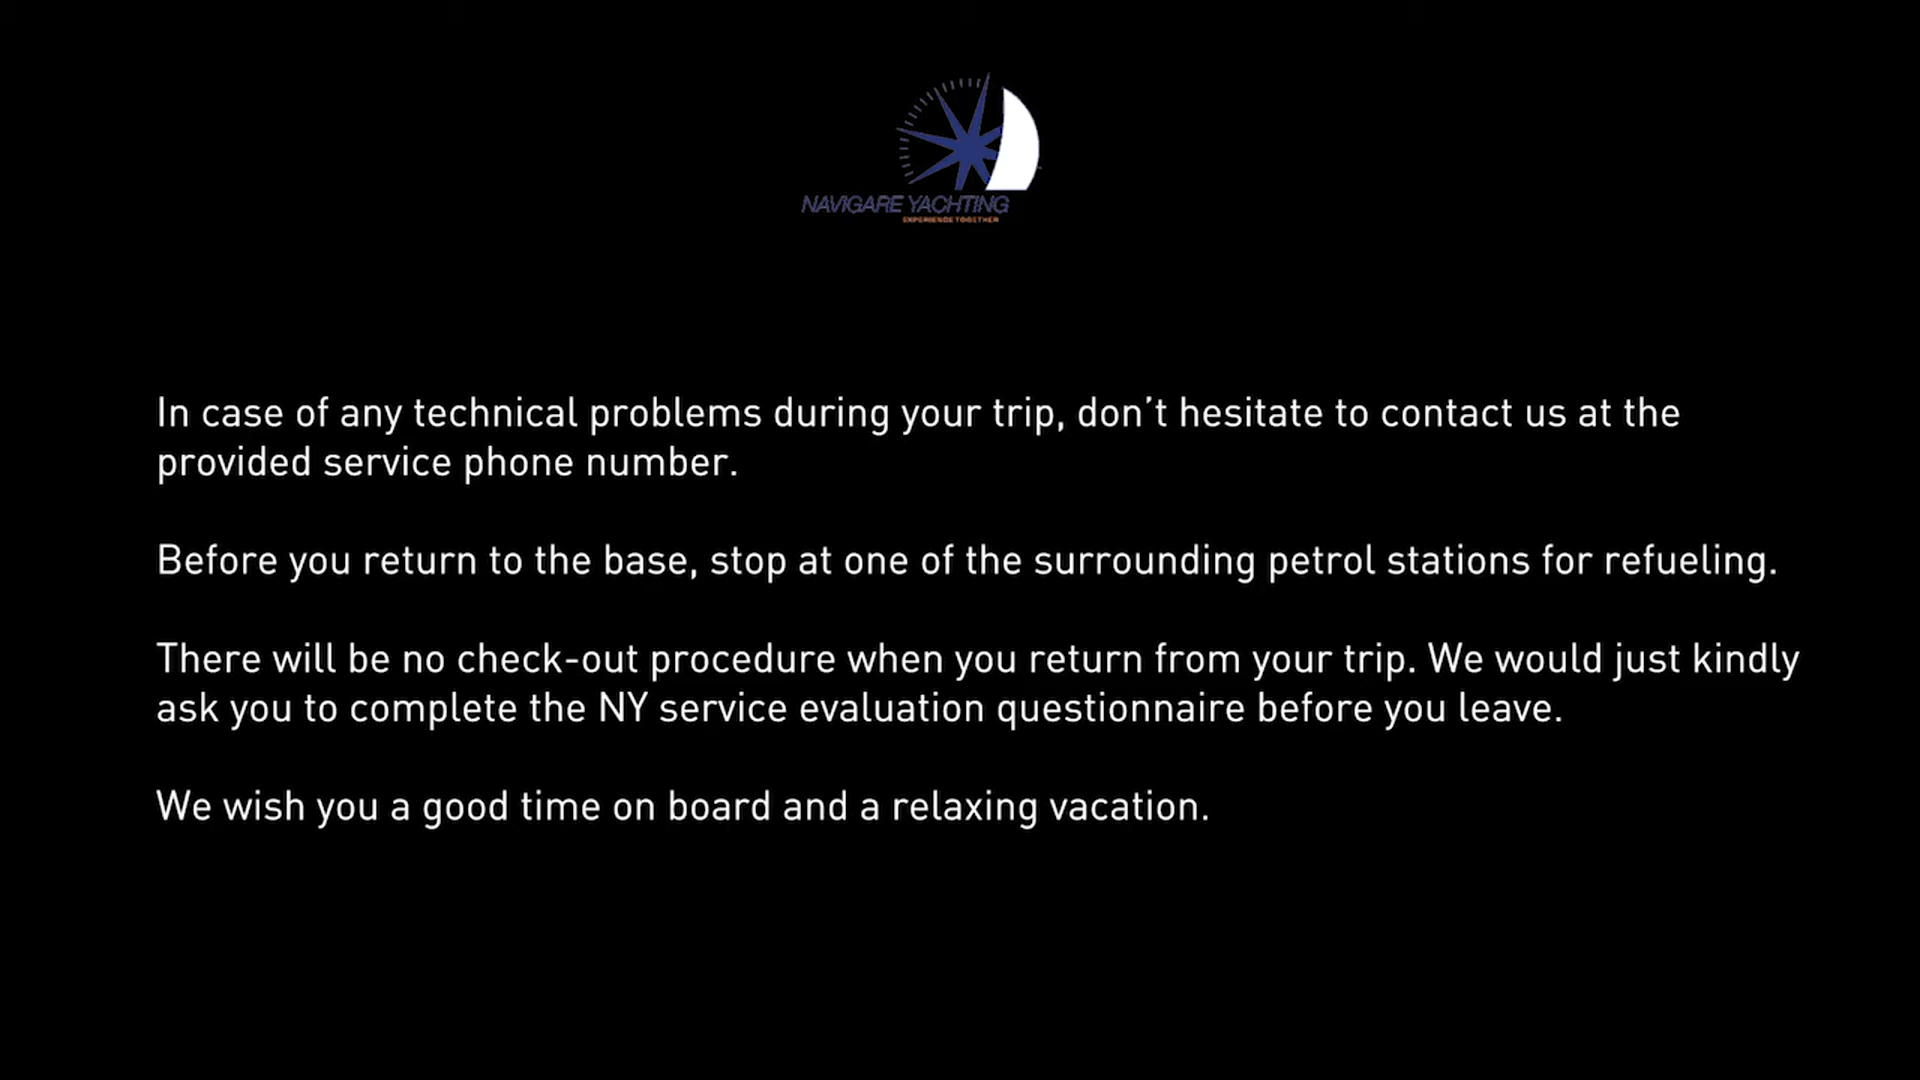 NAVIGARE YACHTING
EXPERIENCE TOGETHER
In case of any technical problems during your trip, don’t hesitate to contact us at the
provided service phone number.
Before you return to the base, stop at one of the surrounding petrol stations for refueling.
There will be no check-out procedure when you return from your trip. We would just kindly
ask you to complete the NY service evaluation questionnaire before you leave.
We wish you a good time on board and a relaxing vacation.